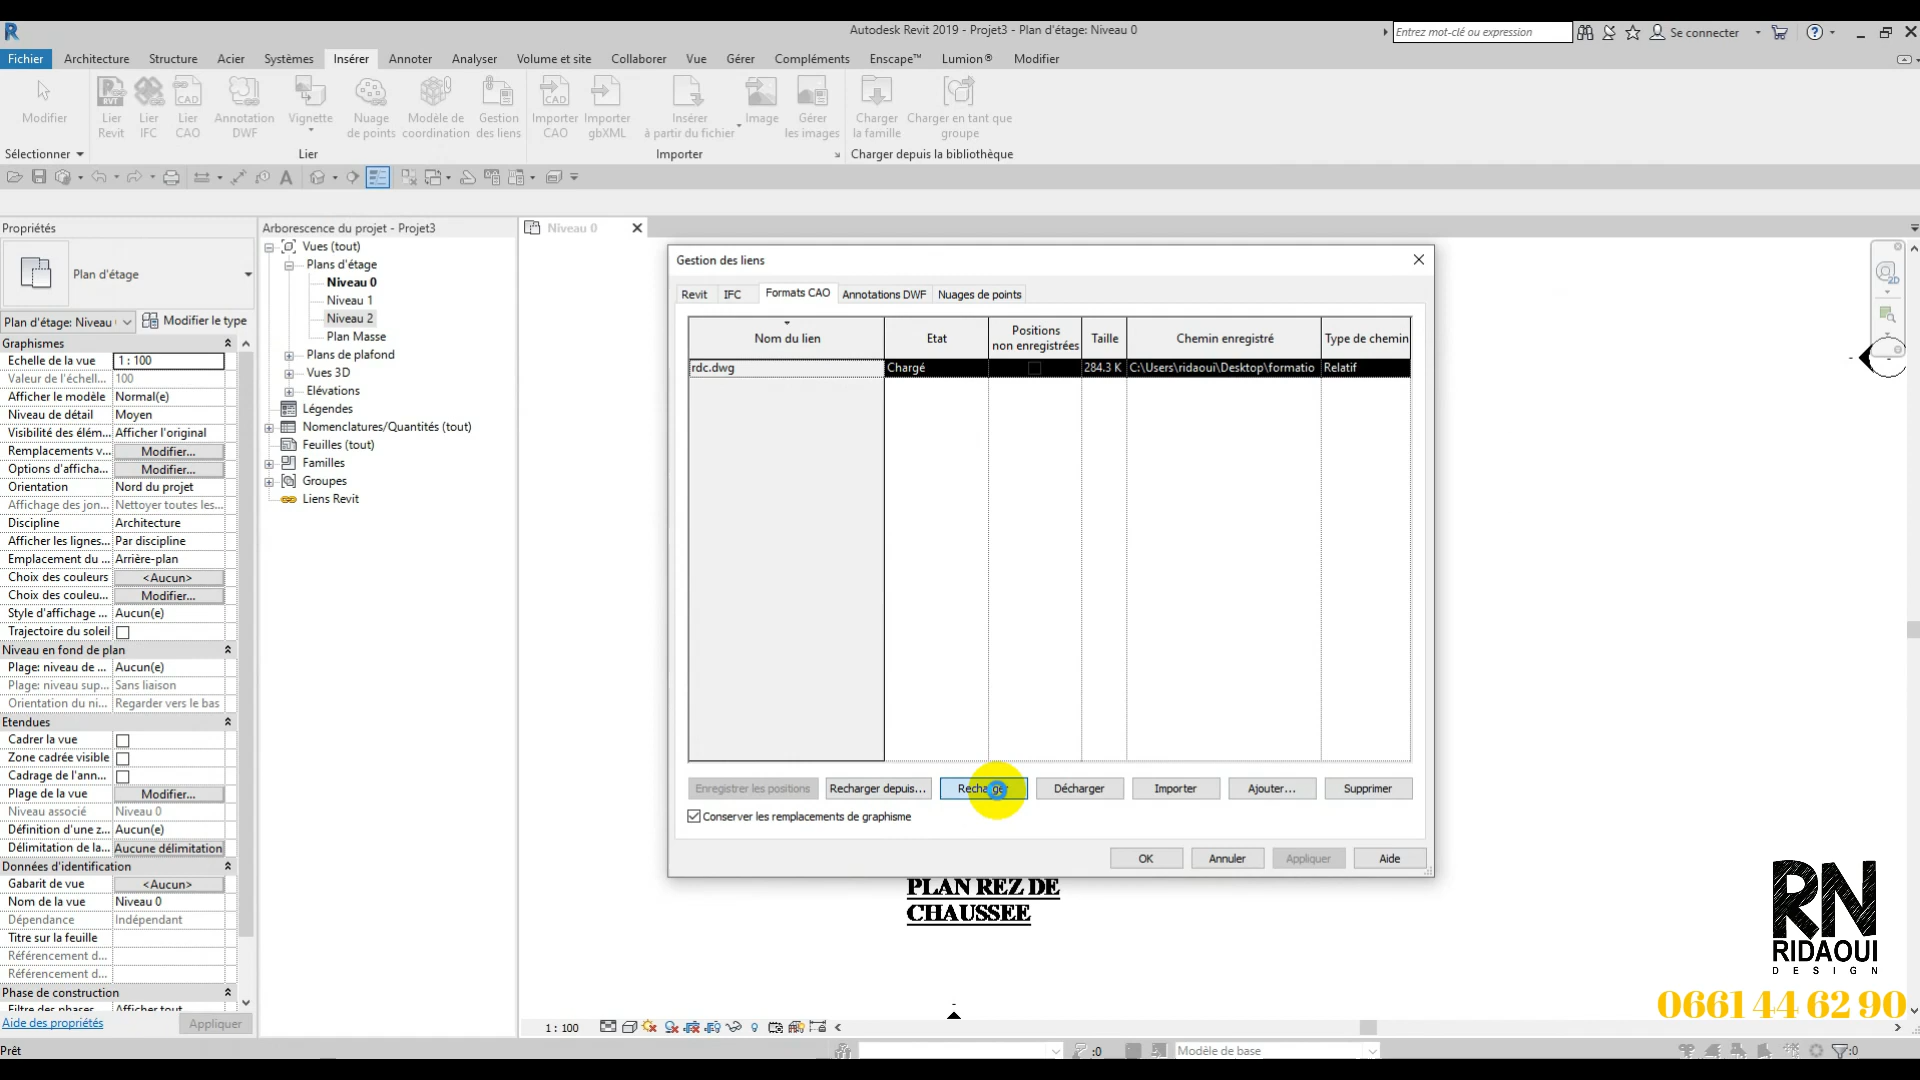 Autodesk Revit 2019 - Projet3 - Plan d'étage: Niveau 0
Entrez mot-clé ou expression
Se connecter
Fichier Architecture Structure Acier Systèmes Insérer Annoter Analyser Volume et site Collaborer Vue Gérer Compléments Enscape™ Lumion® Modifier
Modifier
Lier Revit
Lier IFC
Lier CAO
Annotation DWF
Vignette
Nuage de points
Modèle de coordination
Gestion des liens
Importer CAO
Importer gbXML
Insérer à partir du fichier
Image
Gérer les images
Charger la famille
Charger en tant que groupe
Sélectionner
Lier
Importer
Charger depuis la bibliothèque
Propriétés
Plan d'étage
Plan d'étage: Niveau
Modifier le type
Graphismes
Echelle de la vue 1 : 100
Valeur de l'échell... 100
Afficher le modèle Normal(e)
Niveau de détail Moyen
Visibilité des élém... Afficher l'original
Remplacements v... Modifier...
Options d'afficha... Modifier...
Orientation Nord du projet
Affichage des jon... Nettoyer toutes les...
Discipline Architecture
Afficher les lignes... Par discipline
Emplacement du ... Arrière-plan
Choix des couleurs <Aucun>
Choix des couleu... Modifier...
Style d'affichage ... Aucun(e)
Trajectoire du soleil
Niveau en fond de plan
Plage: niveau de ... Aucun(e)
Plage: niveau sup... Sans liaison
Orientation du ni... Regarder vers le bas
Etendues
Cadrer la vue
Zone cadrée visible
Cadrage de l'ann...
Plage de la vue Modifier...
Niveau associé Niveau 0
Définition d'une z... Aucun(e)
Délimitation de la... Aucune délimitation
Données d'identification
Gabarit de vue <Aucun>
Nom de la vue Niveau 0
Dépendance Indépendant
Titre sur la feuille
Référencement d...
Référencement d...
Phase de construction
Filtre des phases Afficher tout
Aide des propriétés
Appliquer
Prêt
Arborescence du projet - Projet3
Vues (tout)
Plans d'étage
Niveau 0
Niveau 1
Niveau 2
Plan Masse
Plans de plafond
Vues 3D
Elévations
Légendes
Nomenclatures/Quantités (tout)
Feuilles (tout)
Familles
Groupes
Liens Revit
Niveau 0
Gestion des liens
Revit IFC Formats CAO Annotations DWF Nuages de points
Nom du lien Etat Positions non enregistrées Taille Chemin enregistré Type de chemin
rdc.dwg Chargé 284.3 K C:\Users\ridaoui\Desktop\formatio Relatif
Enregistrer les positions Recharger depuis... Recharger Décharger Importer Ajouter... Supprimer
Conserver les remplacements de graphisme
OK Annuler Appliquer Aide
PLAN REZ DE
CHAUSSEE
1 : 100
:0
Modèle de base
:0
RN
RIDAOUI
DESIGN
0661 44 62 90